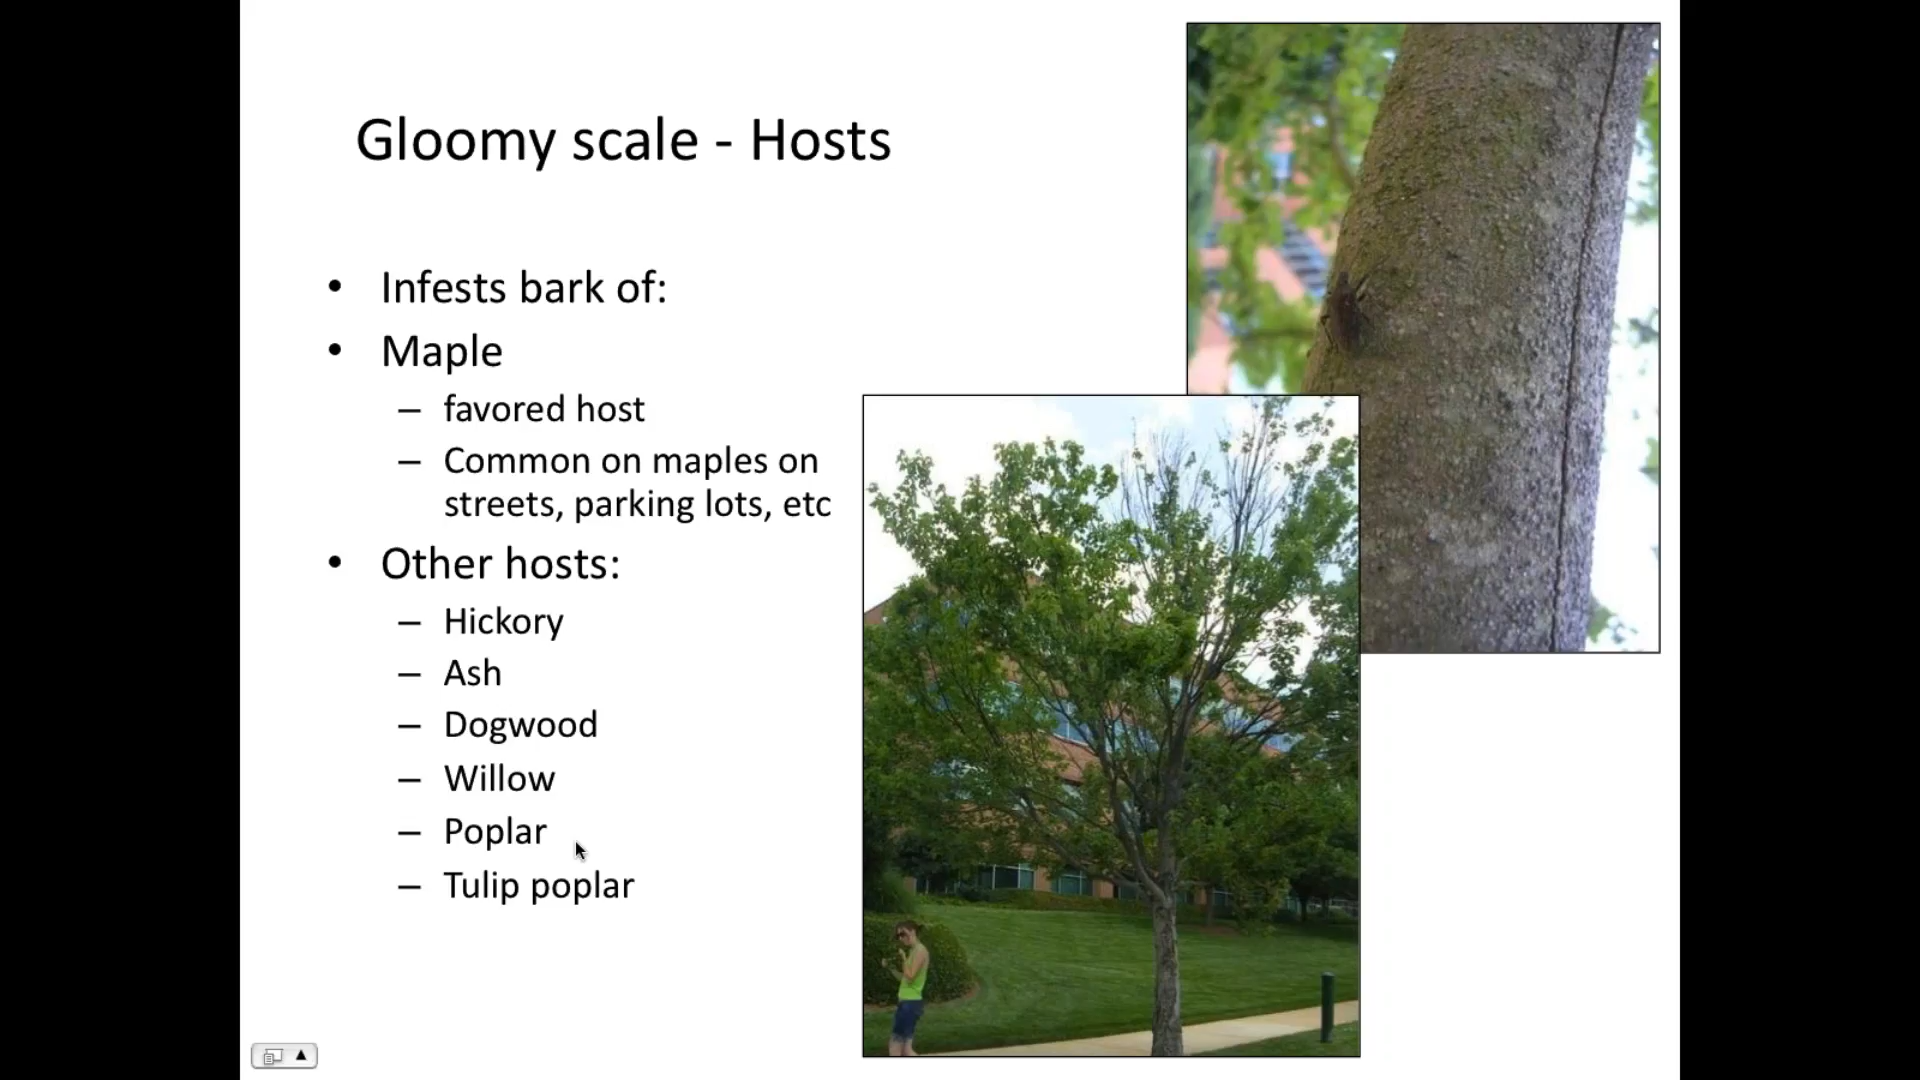 Gloomy scale - Hosts
• Infests bark of:
• Maple
– favored host
– Common on maples on
streets, parking lots, etc
• Other hosts:
– Hickory
– Ash
– Dogwood
– Willow
– Poplar
– Tulip poplar